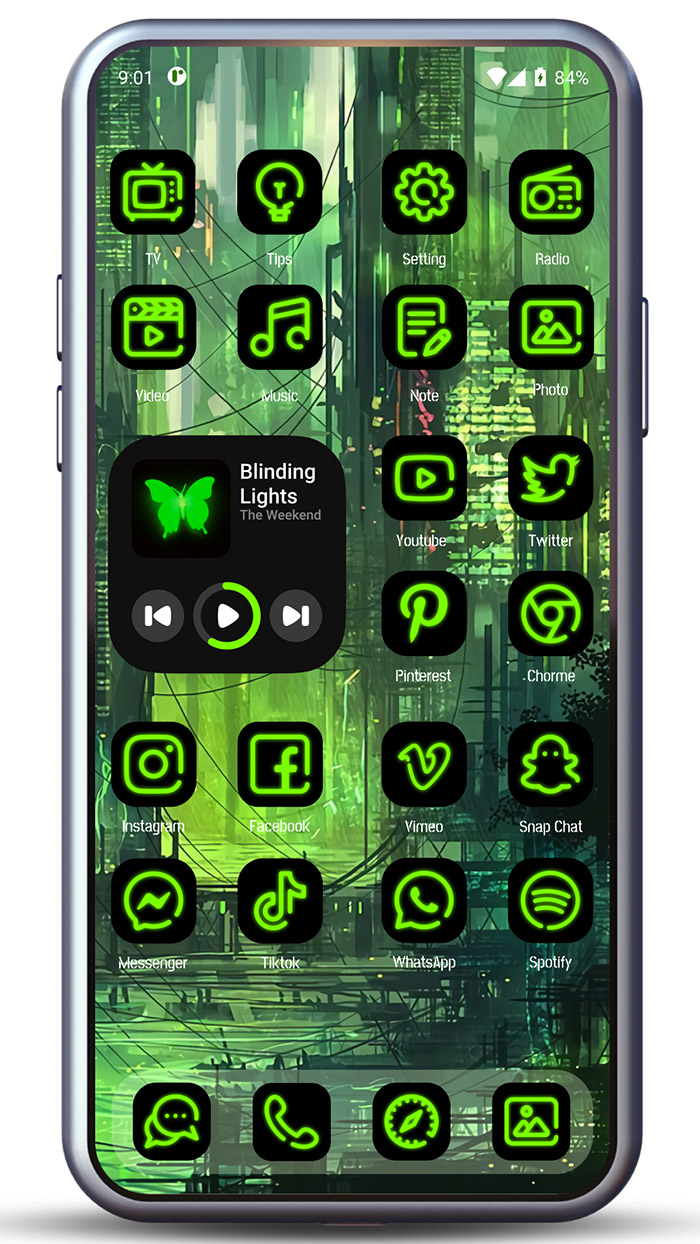 9:01
84%
TV
Tips
Setting
Radio
Video
Music
Note
Photo
Blinding
Lights
The Weekend
Youtube
Twitter
Pinterest
Chorme
Instagram
Facebook
Vimeo
Snap Chat
Messenger
Tiktok
WhatsApp
Spotify